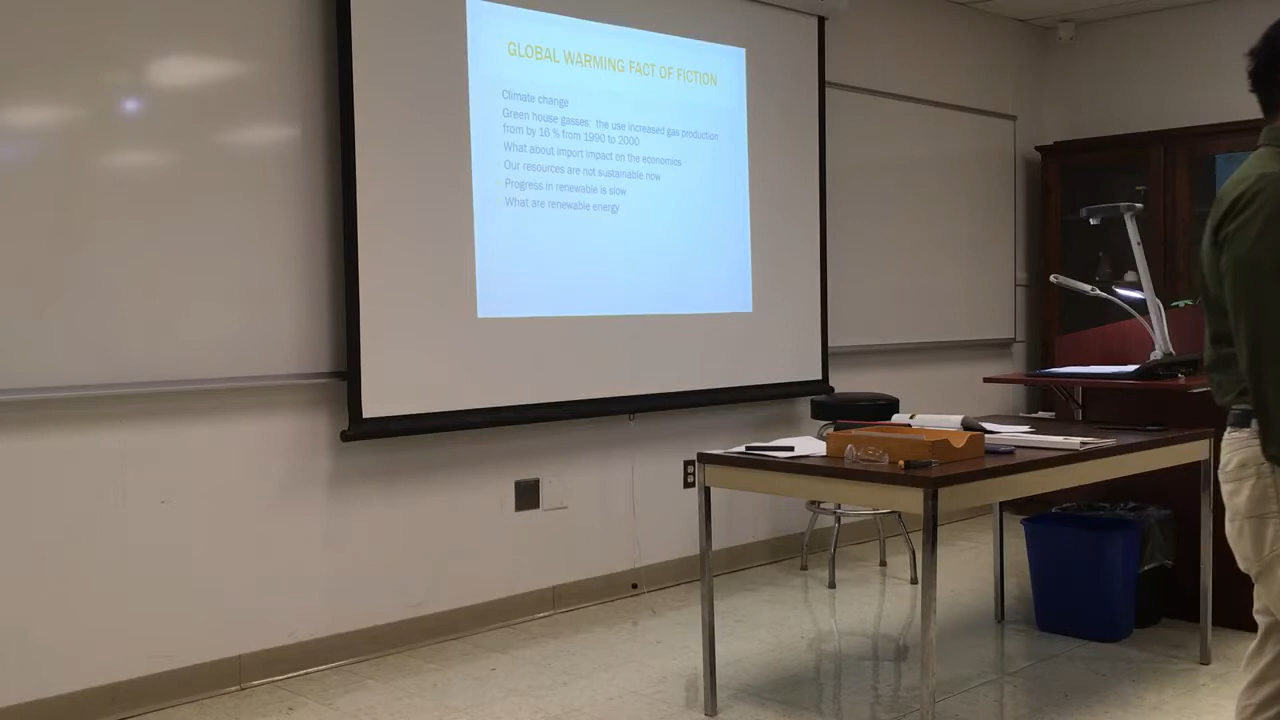 GLOBAL WARMING FACT OF FICTION
Climate change
Green house gasses: the use increased gas production
from by 16 % from 1990 to 2000
What about import impact on the economics
Our resources are not sustainable now
Progress in renewable is slow
What are renewable energy